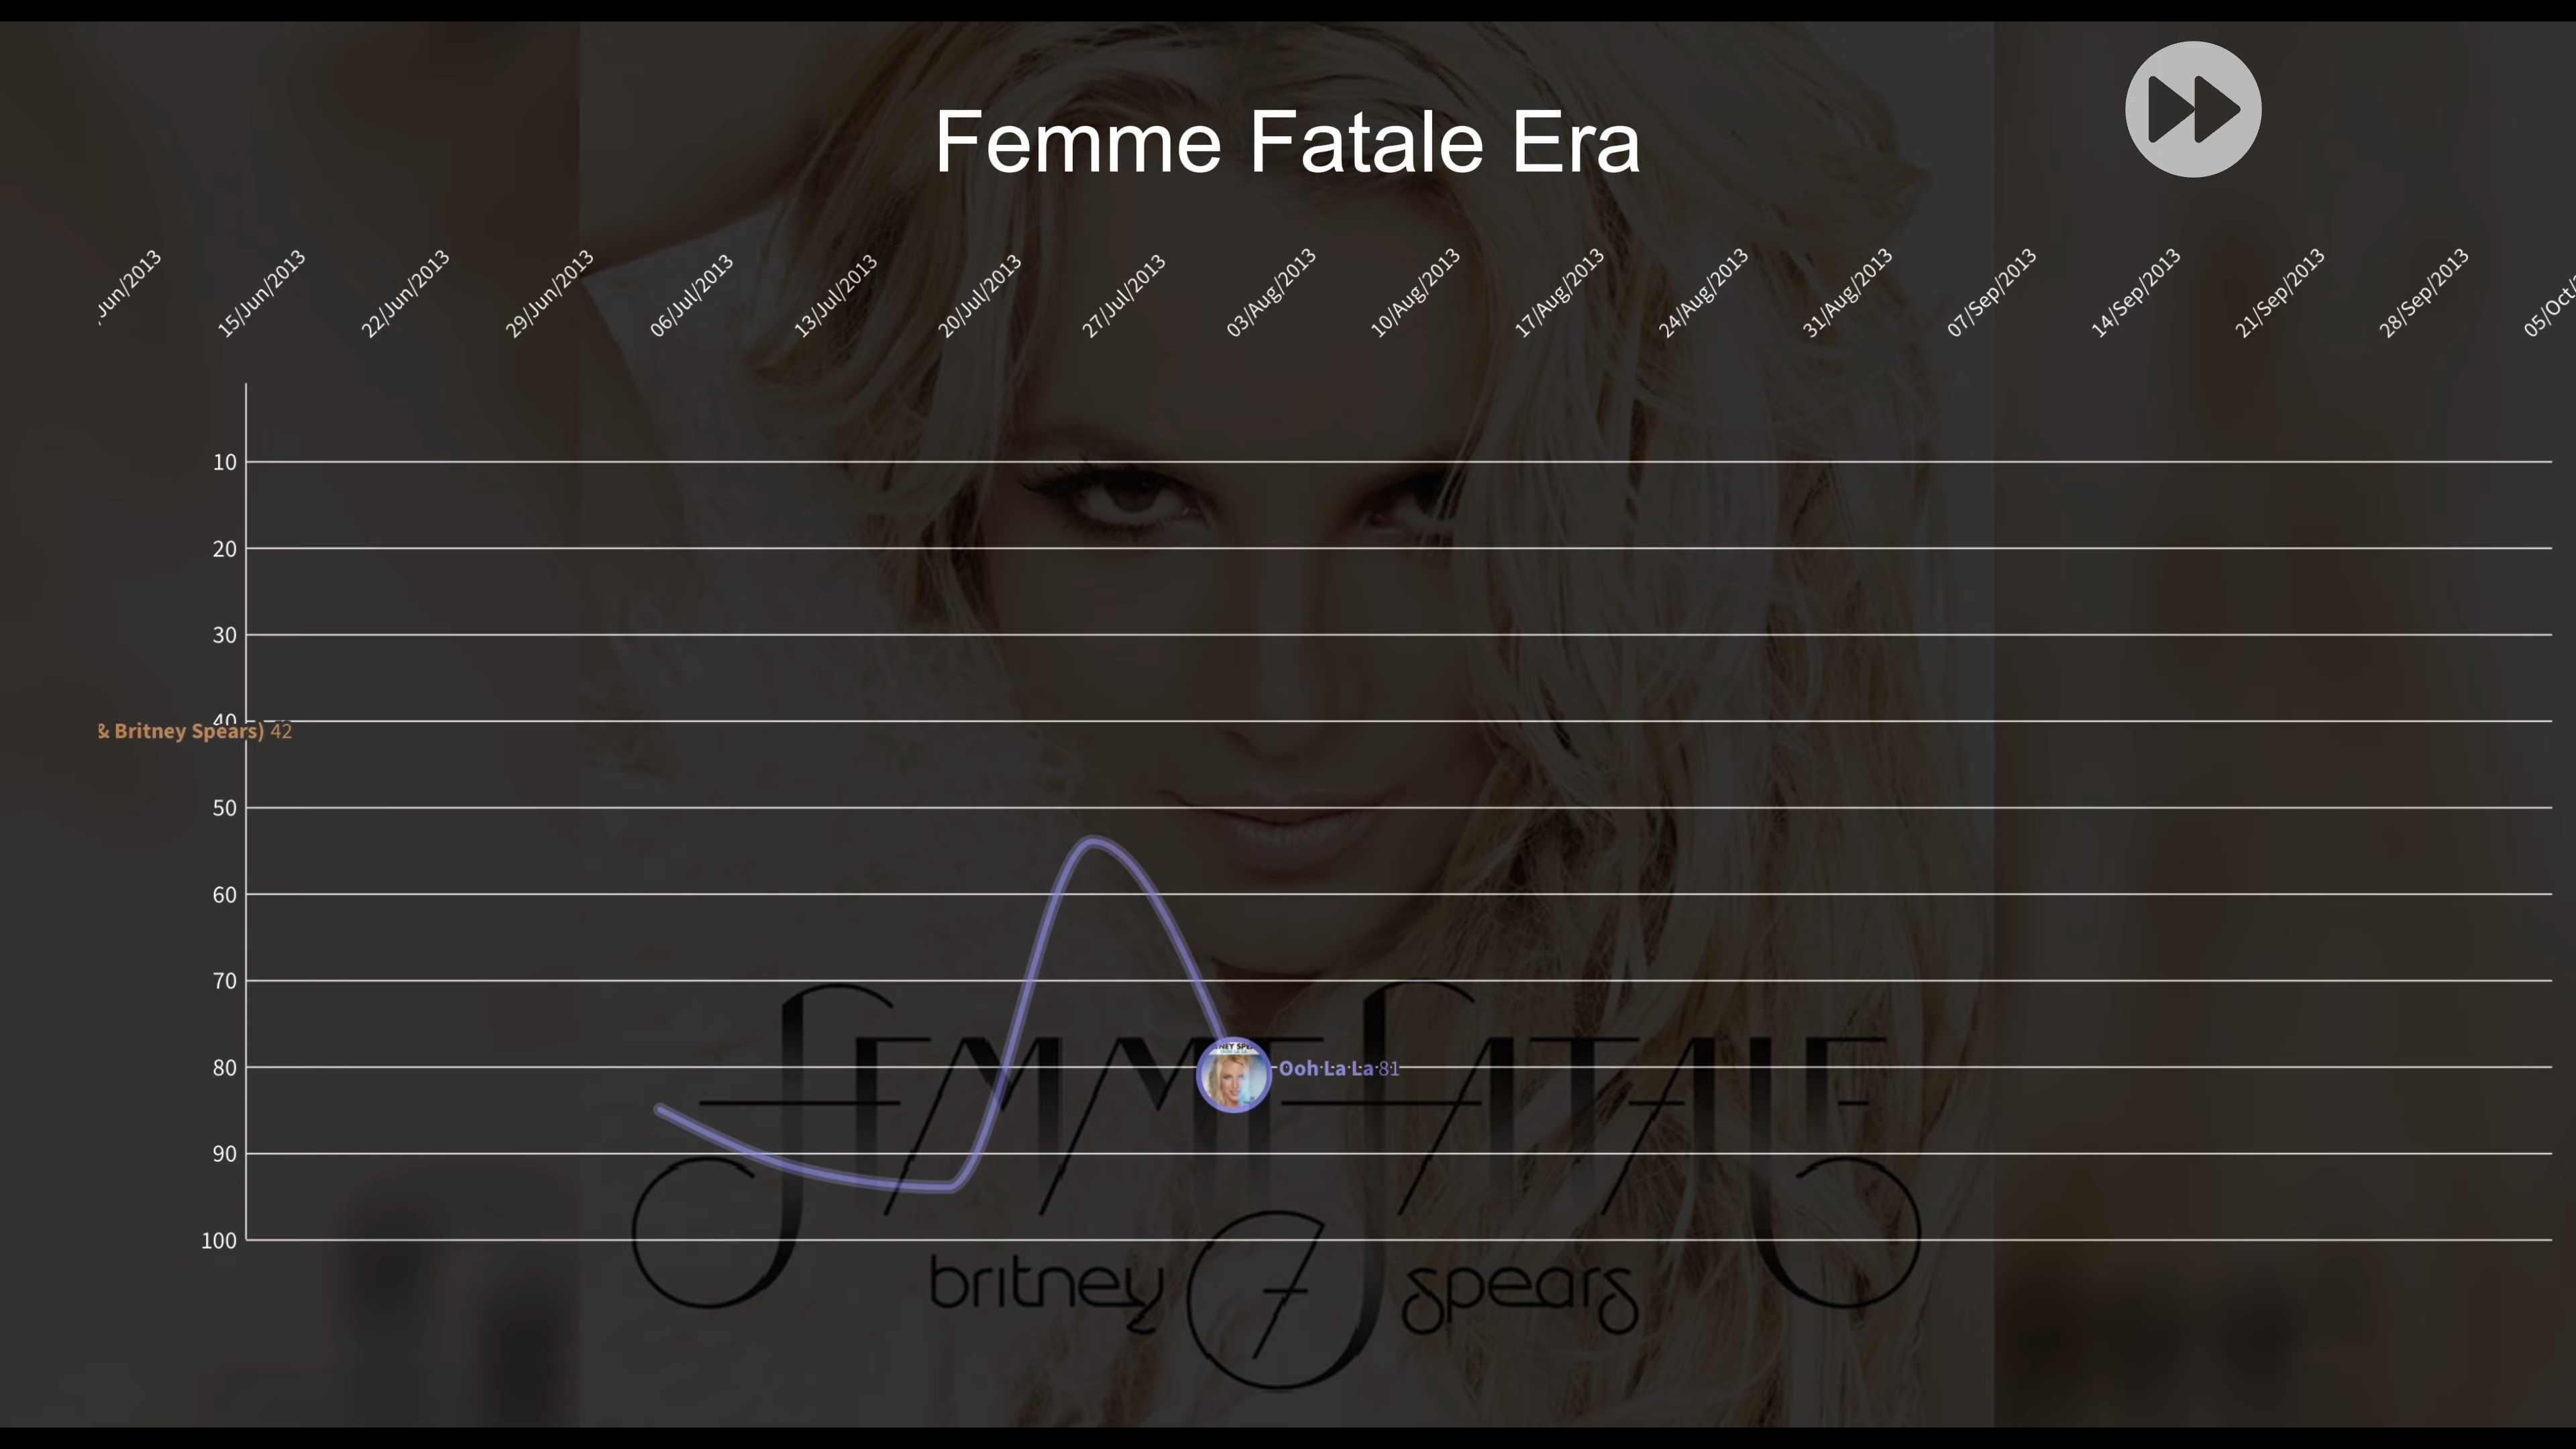 Femme Fatale Era
Jun/2013
15/Jun/2013
22/Jun/2013
29/Jun/2013
06/Jul/2013
13/Jul/2013
20/Jul/2013
27/Jul/2013
03/Aug/2013
10/Aug/2013
17/Aug/2013
24/Aug/2013
31/Aug/2013
07/Sep/2013
14/Sep/2013
21/Sep/2013
28/Sep/2013
05/Oct/
10
20
30
40
& Britney Spears) 42
50
60
70
80
Ooh La La 81
90
100
FEMME FATALE
britney spears